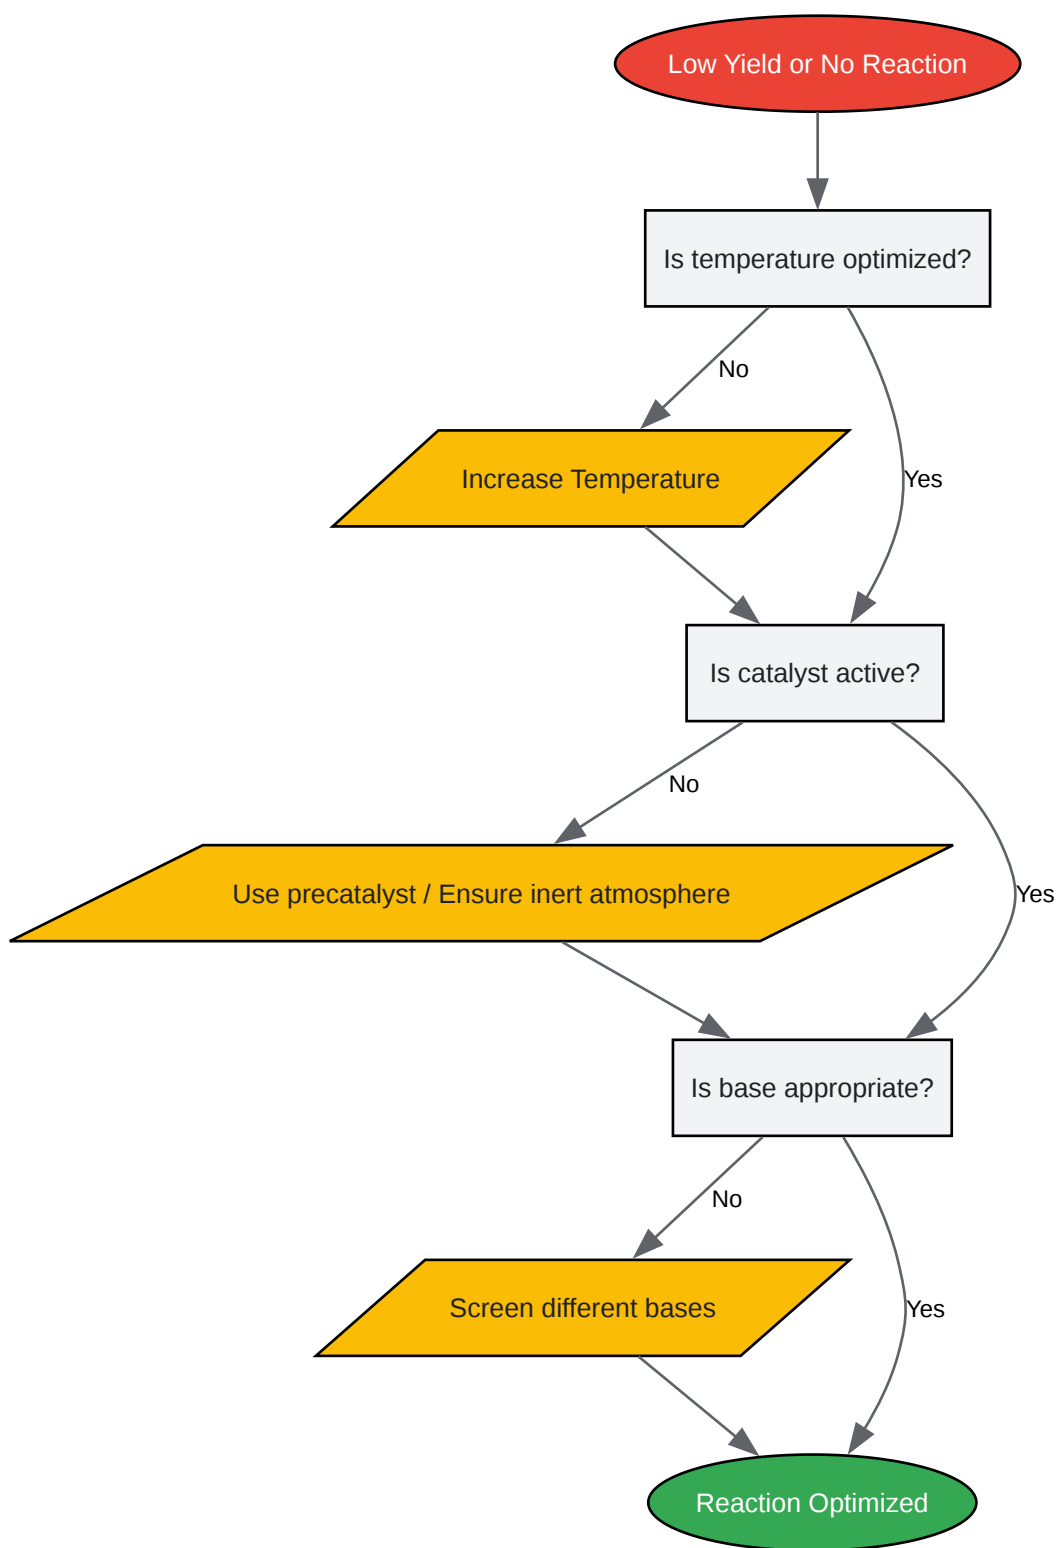 Low Yield or No Reaction
Is temperature optimized?
No
Increase Temperature
Yes
Is catalyst active?
No
Use precatalyst / Ensure inert atmosphere
Yes
Is base appropriate?
No
Screen different bases
Yes
Reaction Optimized